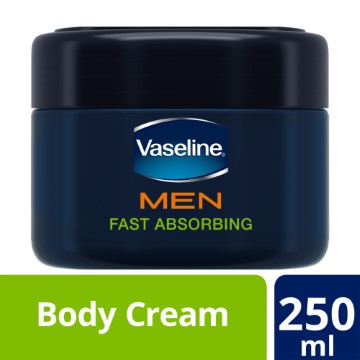 Vaseline®
MEN
FAST ABSORBING
Body Cream
250
ml